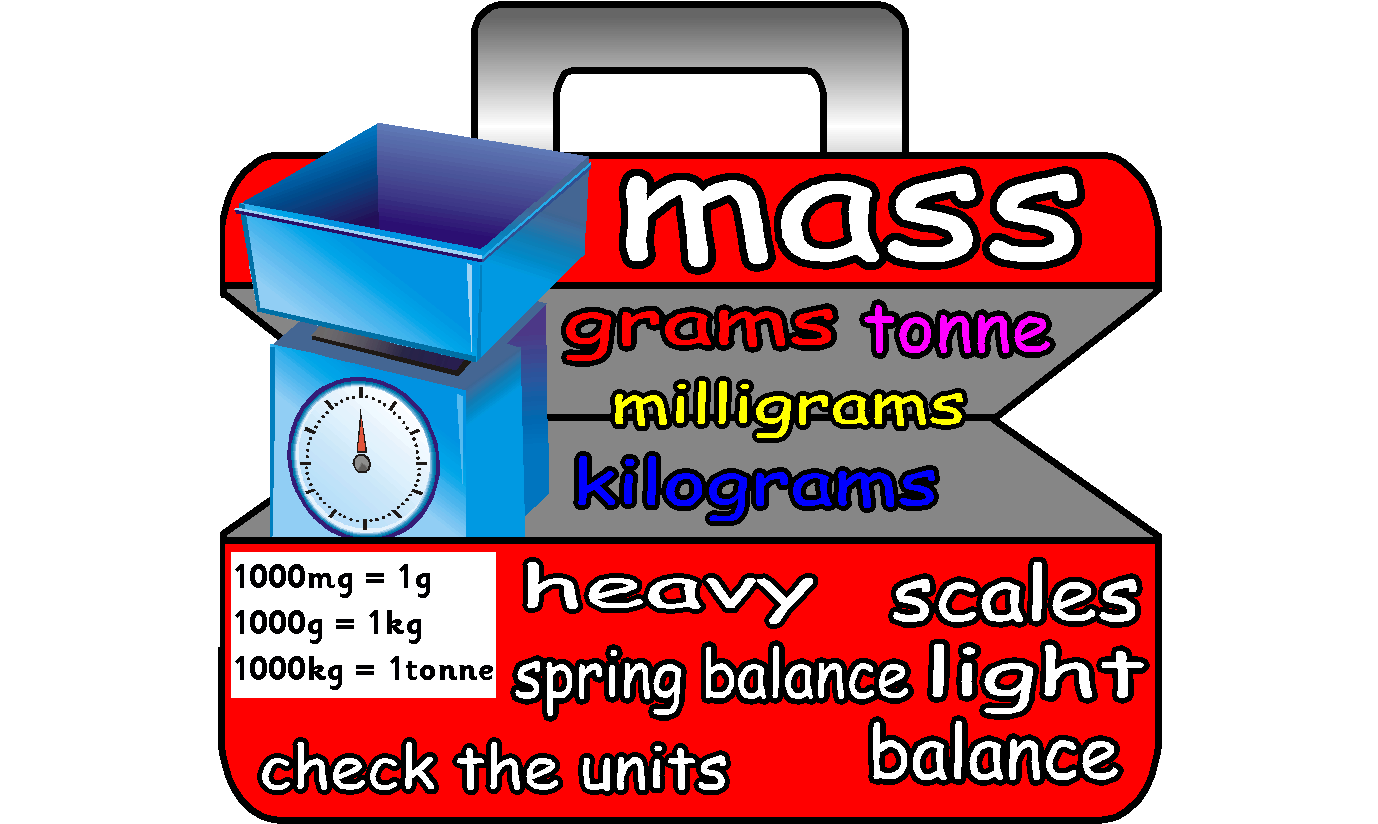 mass
grams tonne
milligrams
kilograms
1000mg = 1g
1000g = 1kg
1000kg = 1tonne
heavy scales
spring balance light
check the units balance